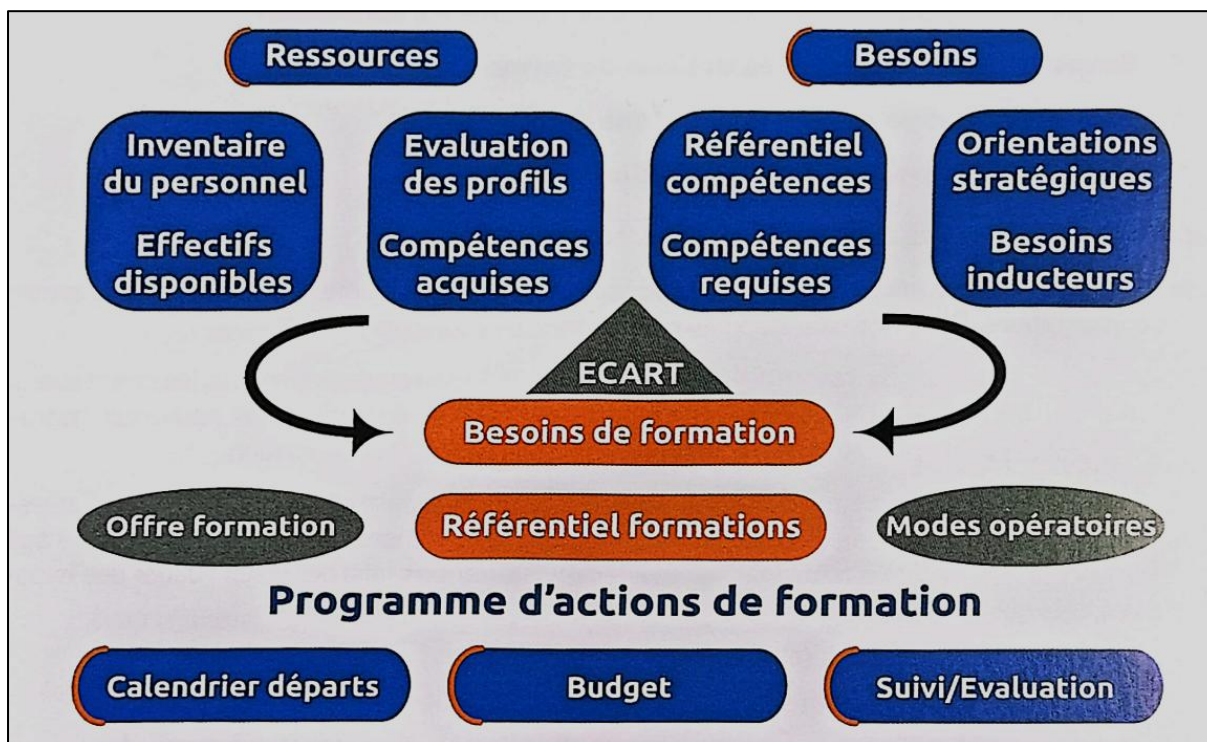 Ressources
Besoins
Inventaire
du personnel
Effectifs
disponibles
Evaluation
des profils
Compétences
acquises
Référentiel
compétences
Compétences
requises
Orientations
stratégiques
Besoins
inducteurs
ECART
Besoins de formation
Offre formation
Référentiel formations
Modes opératoires
Programme d'actions de formation
Calendrier départs
Budget
Suivi/Evaluation